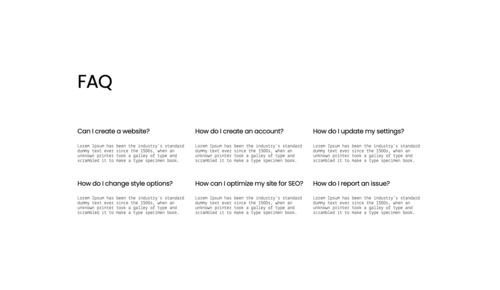 FAQ
Can I create a website?
Lorem Ipsum has been the industry's standard
dummy text ever since the 1500s, when an
unknown printer took a galley of type and
scrambled it to make a type specimen book.
How do I create an account?
Lorem Ipsum has been the industry's standard
dummy text ever since the 1500s, when an
unknown printer took a galley of type and
scrambled it to make a type specimen book.
How do I update my settings?
Lorem Ipsum has been the industry's standard
dummy text ever since the 1500s, when an
unknown printer took a galley of type and
scrambled it to make a type specimen book.
How do I change style options?
Lorem Ipsum has been the industry's standard
dummy text ever since the 1500s, when an
unknown printer took a galley of type and
scrambled it to make a type specimen book.
How can I optimize my site for SEO?
Lorem Ipsum has been the industry's standard
dummy text ever since the 1500s, when an
unknown printer took a galley of type and
scrambled it to make a type specimen book.
How do I report an issue?
Lorem Ipsum has been the industry's standard
dummy text ever since the 1500s, when an
unknown printer took a galley of type and
scrambled it to make a type specimen book.